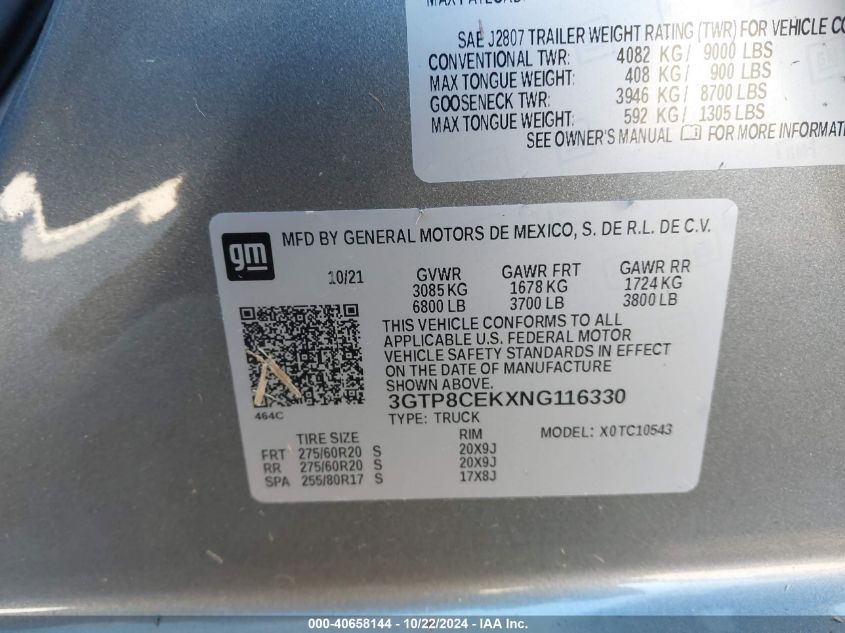 SAE J2807 TRAILER WEIGHT RATING (TWR) FOR VEHICLE
CONVENTIONAL TWR: 4082 KG/ 9000 LBS
MAX TONGUE WEIGHT: 408 KG/ 900 LBS
GOOSENECK TWR: 3946 KG/ 8700 LBS
MAX TONGUE WEIGHT: 592 KG/ 1305 LBS
SEE OWNER'S MANUAL FOR MORE INFORMATI
gm MFD BY GENERAL MOTORS DE MEXICO, S. DE R.L. DE C.V.
10/21 GVWR GAWR FRT GAWR RR
3085 KG 1678 KG 1724 KG
6800 LB 3700 LB 3800 LB
THIS VEHICLE CONFORMS TO ALL
APPLICABLE U.S. FEDERAL MOTOR
VEHICLE SAFETY STANDARDS IN EFFECT
ON THE DATE OF MANUFACTURE
SHOWN ABOVE.
464C
3GTP8CEKXNG116330
TYPE: TRUCK
MODEL: X0TC10543
TIRE SIZE RIM
FRT 275/60R20 S 20X9J
RR 275/60R20 S 20X9J
SPA 255/80R17 S 17X8J
000-40658144 - 10/22/2024 - IAA Inc.